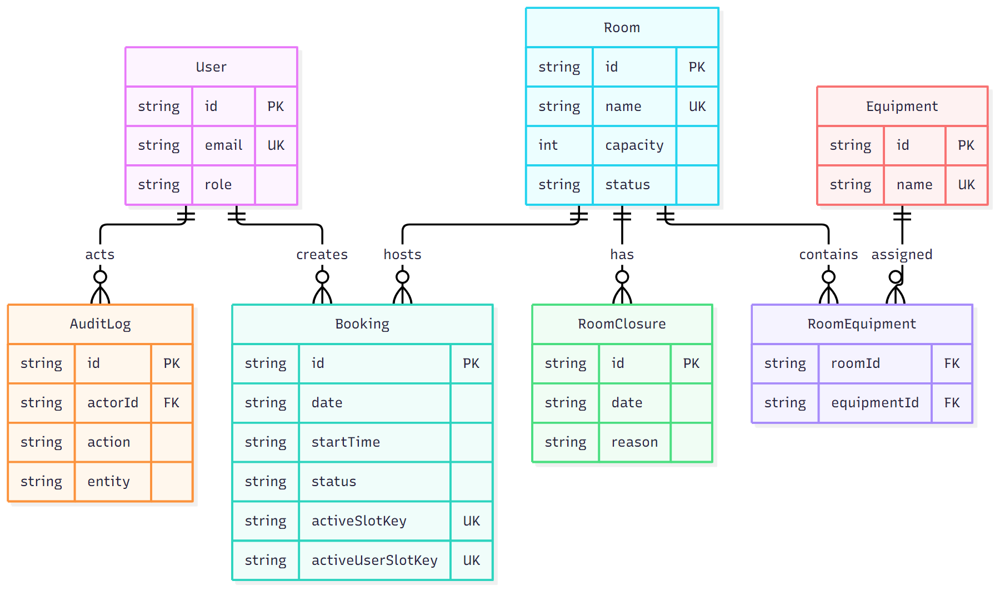 User
string id PK
string email UK
string role
Room
string id PK
string name UK
int capacity
string status
Equipment
string id PK
string name UK
acts
creates
hosts
has
contains
assigned
AuditLog
string id PK
string actorId FK
string action
string entity
Booking
string id PK
string date
string startTime
string status
string activeSlotKey UK
string activeUserSlotKey UK
RoomClosure
string id PK
string date
string reason
RoomEquipment
string roomId FK
string equipmentId FK